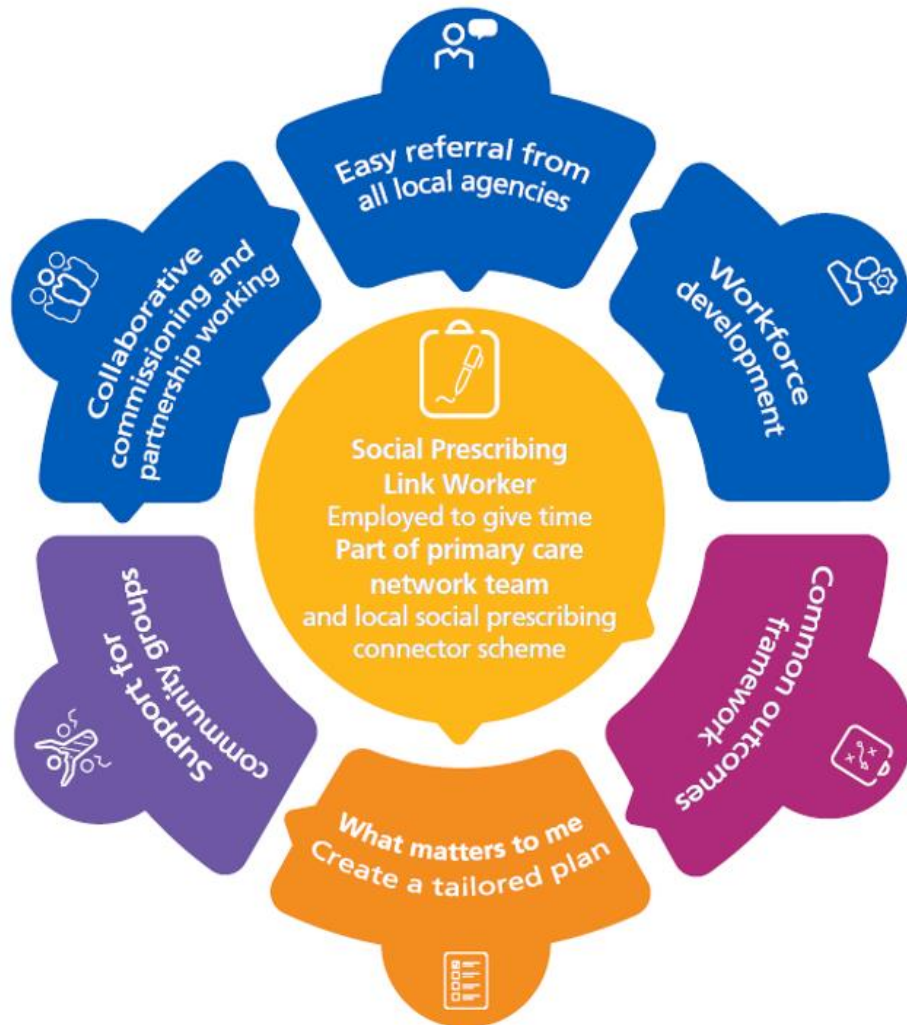 Easy referral from
all local agencies
Workforce
development
Common outcomes
framework
What matters to me
Create a tailored plan
Support for
community groups
Collaborative
commissioning and
partnership working
Social Prescribing
Link Worker
Employed to give time
Part of primary care
network team
and local social prescribing
connector scheme